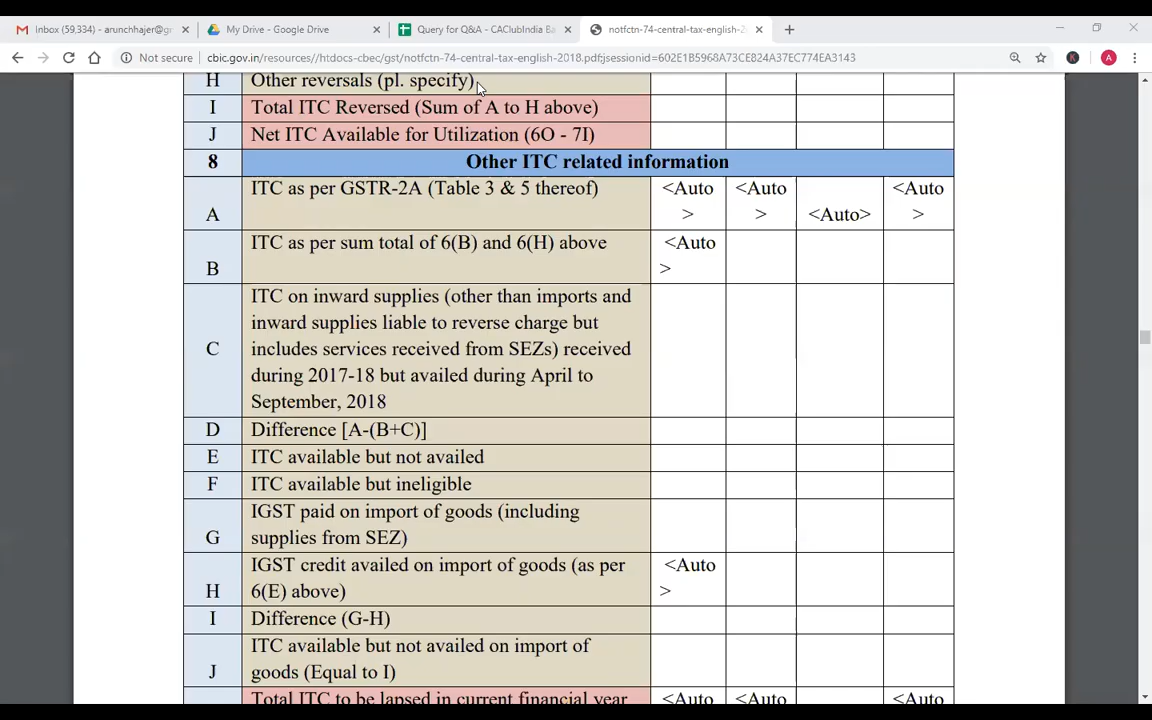 Inbox (59,334) - arunchhajer@gm
My Drive - Google Drive
Query for Q&A - CAClubIndia Ba
notfctn-74-central-tax-english-2
Not secure
cbic.gov.in/resources//htdocs-cbec/gst/notfctn-74-central-tax-english-2018.pdf;jsessionid=602E1B5968A73CE824A37EC774EA3143
A
H Other reversals (pl. specify)
I Total ITC Reversed (Sum of A to H above)
J Net ITC Available for Utilization (6O - 7I)
8 Other ITC related information
ITC as per GSTR-2A (Table 3 & 5 thereof) <Auto <Auto <Auto
A > > <Auto> >
ITC as per sum total of 6(B) and 6(H) above <Auto
B >
ITC on inward supplies (other than imports and
inward supplies liable to reverse charge but
C includes services received from SEZs) received
during 2017-18 but availed during April to
September, 2018
D Difference [A-(B+C)]
E ITC available but not availed
F ITC available but ineligible
IGST paid on import of goods (including
G supplies from SEZ)
IGST credit availed on import of goods (as per <Auto
H 6(E) above) >
I Difference (G-H)
ITC available but not availed on import of
J goods (Equal to I)
Total ITC to be lapsed in current financial year <Auto <Auto <Auto